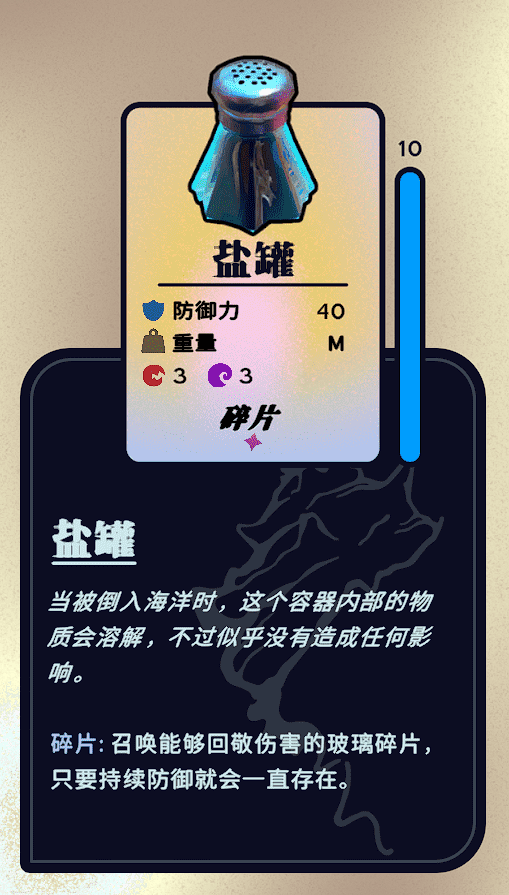 10
盐罐
防御力 40
重量 M
3 3
碎片
盐罐
当被倒入海洋时，这个容器内部的物
质会溶解，不过似乎没有造成任何影
响。
碎片: 召唤能够回敬伤害的玻璃碎片，
只要持续防御就会一直存在。